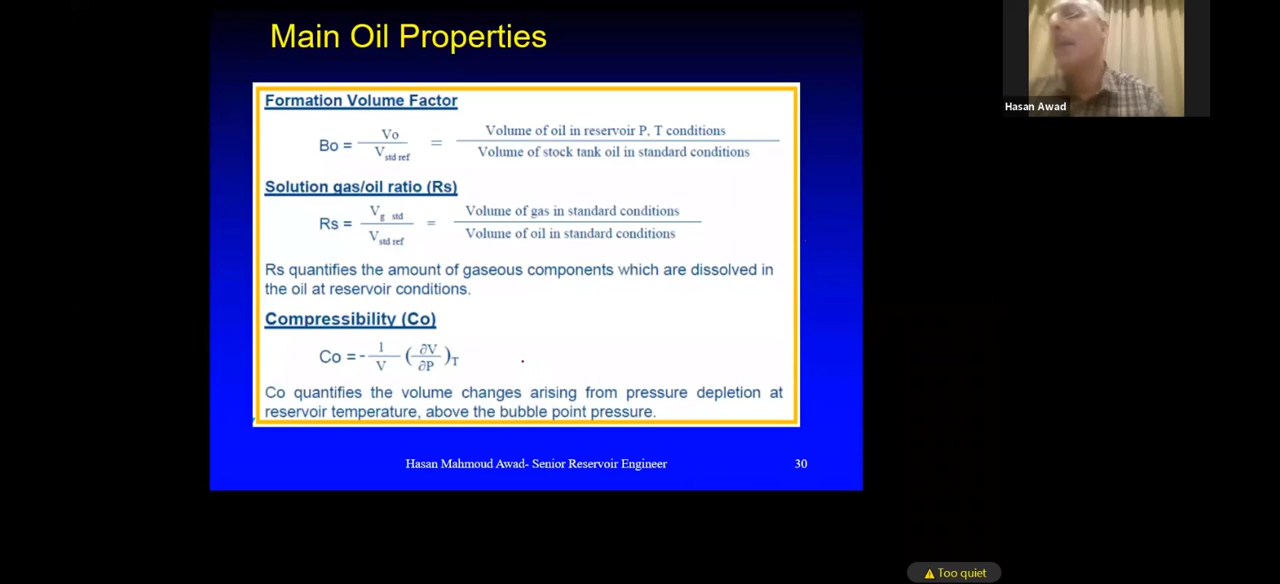 Main Oil Properties
Formation Volume Factor
Bo = Vo / V std ref = Volume of oil in reservoir P, T conditions / Volume of stock tank oil in standard conditions
Solution gas/oil ratio (Rs)
Rs = Vg std / V std ref = Volume of gas in standard conditions / Volume of oil in standard conditions
Rs quantifies the amount of gaseous components which are dissolved in
the oil at reservoir conditions.
Compressibility (Co)
Co = - 1/V (∂V/∂P)T
Co quantifies the volume changes arising from pressure depletion at
reservoir temperature, above the bubble point pressure.
Hasan Mahmoud Awad- Senior Reservoir Engineer
30
Hasan Awad
Too quiet